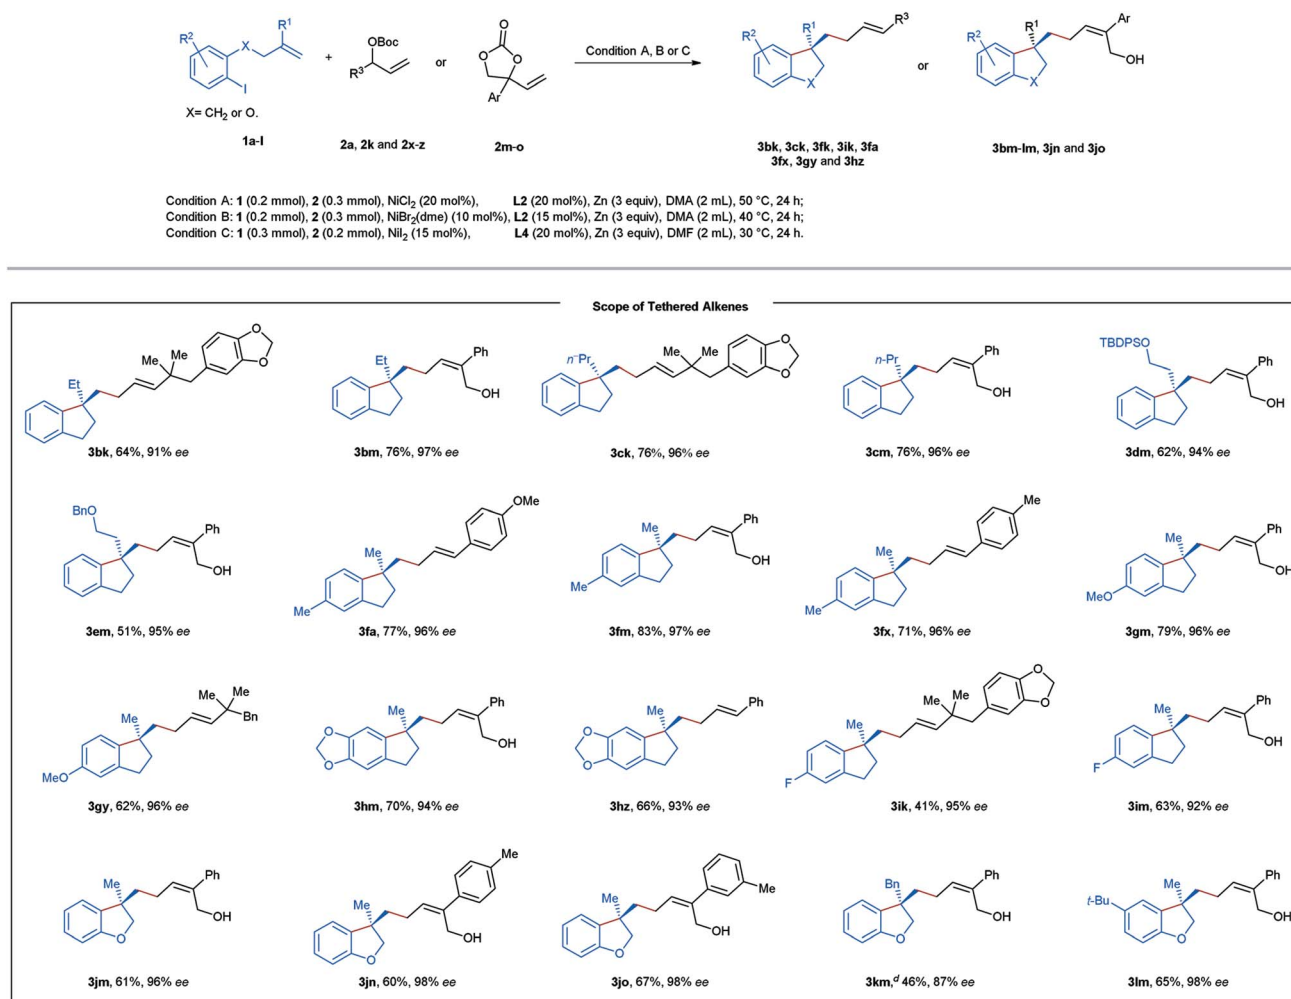 R¹
R²
X
I
X= CH₂ or O.
1a-l
+
OBoc
R³
2a, 2k and 2x-z
or
O
O
O
Ar
2m-o
Condition A, B or C
R²
R¹
R³
X
3bk, 3ck, 3fk, 3ik, 3fa
3fx, 3gy and 3hz
or
R²
R¹
Ar
OH
X
3bm-lm, 3jn and 3jo
Condition A: 1 (0.2 mmol), 2 (0.3 mmol), NiCl₂ (20 mol%), L2 (20 mol%), Zn (3 equiv), DMA (2 mL), 50 °C, 24 h;
Condition B: 1 (0.2 mmol), 2 (0.3 mmol), NiBr₂(dme) (10 mol%), L2 (15 mol%), Zn (3 equiv), DMA (2 mL), 40 °C, 24 h;
Condition C: 1 (0.3 mmol), 2 (0.2 mmol), NiI₂ (15 mol%), L4 (20 mol%), Zn (3 equiv), DMF (2 mL), 30 °C, 24 h.
Scope of Tethered Alkenes
Et Me Me O O
3bk, 64%, 91% ee
Et Ph OH
3bm, 76%, 97% ee
n-Pr Me Me O O
3ck, 76%, 96% ee
n-Pr Ph OH
3cm, 76%, 96% ee
TBDPSO Ph OH
3dm, 62%, 94% ee
BnO Ph OH
3em, 51%, 95% ee
Me Me OMe
3fa, 77%, 96% ee
Me Me Ph OH
3fm, 83%, 97% ee
Me Me Me
3fx, 71%, 96% ee
MeO Me Ph OH
3gm, 79%, 96% ee
MeO Me Me Me Bn
3gy, 62%, 96% ee
O O Me Ph OH
3hm, 70%, 94% ee
O O Me Ph
3hz, 66%, 93% ee
F Me Me Me O O
3ik, 41%, 95% ee
F Me Ph OH
3im, 63%, 92% ee
Me O Ph OH
3jm, 61%, 96% ee
Me O Me OH
3jn, 60%, 98% ee
Me O Me OH
3jo, 67%, 98% ee
Bn O Ph OH
3km,ᵈ 46%, 87% ee
t-Bu Me O Ph OH
3lm, 65%, 98% ee